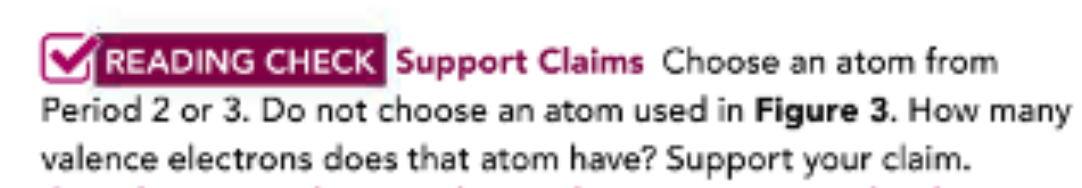 READING CHECK Support Claims Choose an atom from
Period 2 or 3. Do not choose an atom used in Figure 3. How many
valence electrons does that atom have? Support your claim.